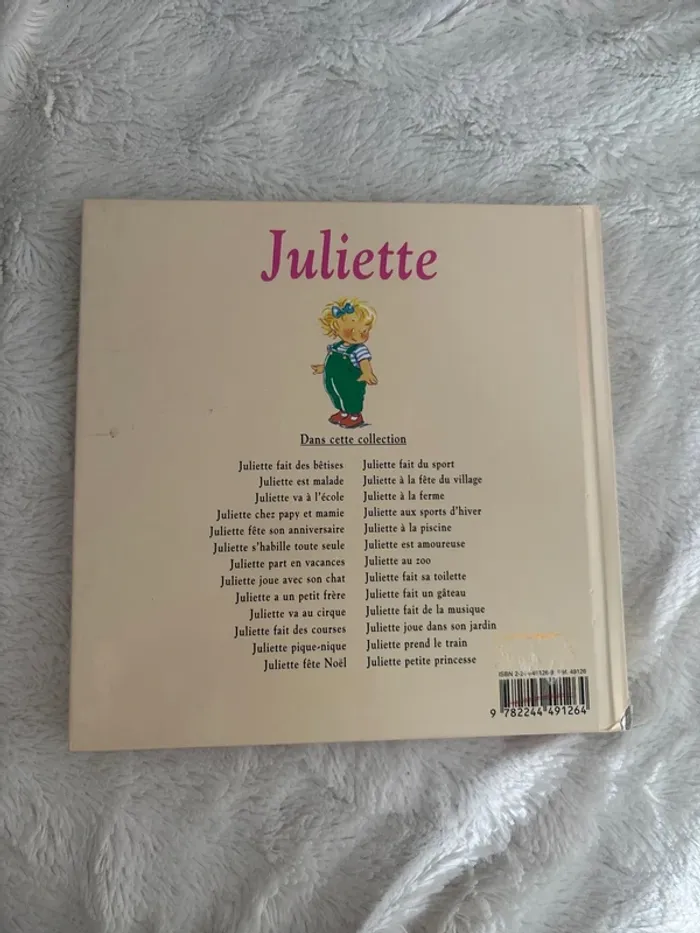 Juliette
Dans cette collection
Juliette fait des bêtises
Juliette est malade
Juliette va à l'école
Juliette chez papy et mamie
Juliette fête son anniversaire
Juliette s'habille toute seule
Juliette part en vacances
Juliette joue avec son chat
Juliette a un petit frère
Juliette va au cirque
Juliette fait des courses
Juliette pique-nique
Juliette fête Noël
Juliette fait du sport
Juliette à la fête du village
Juliette à la ferme
Juliette aux sports d'hiver
Juliette à la piscine
Juliette est amoureuse
Juliette au zoo
Juliette fait sa toilette
Juliette fait un gâteau
Juliette fait de la musique
Juliette joue dans son jardin
Juliette prend le train
Juliette petite princesse
ISBN 49126
9 782244 491264